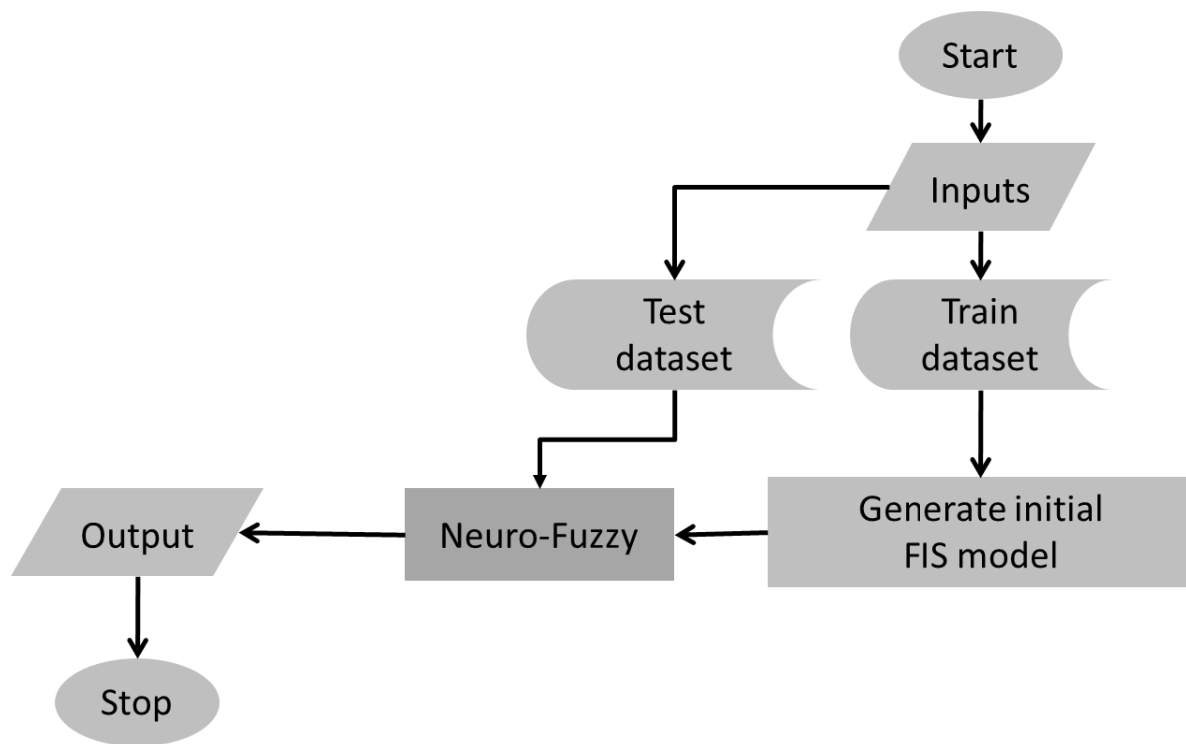 Start
Inputs
Test
dataset
Train
dataset
Generate initial
FIS model
Neuro-Fuzzy
Output
Stop